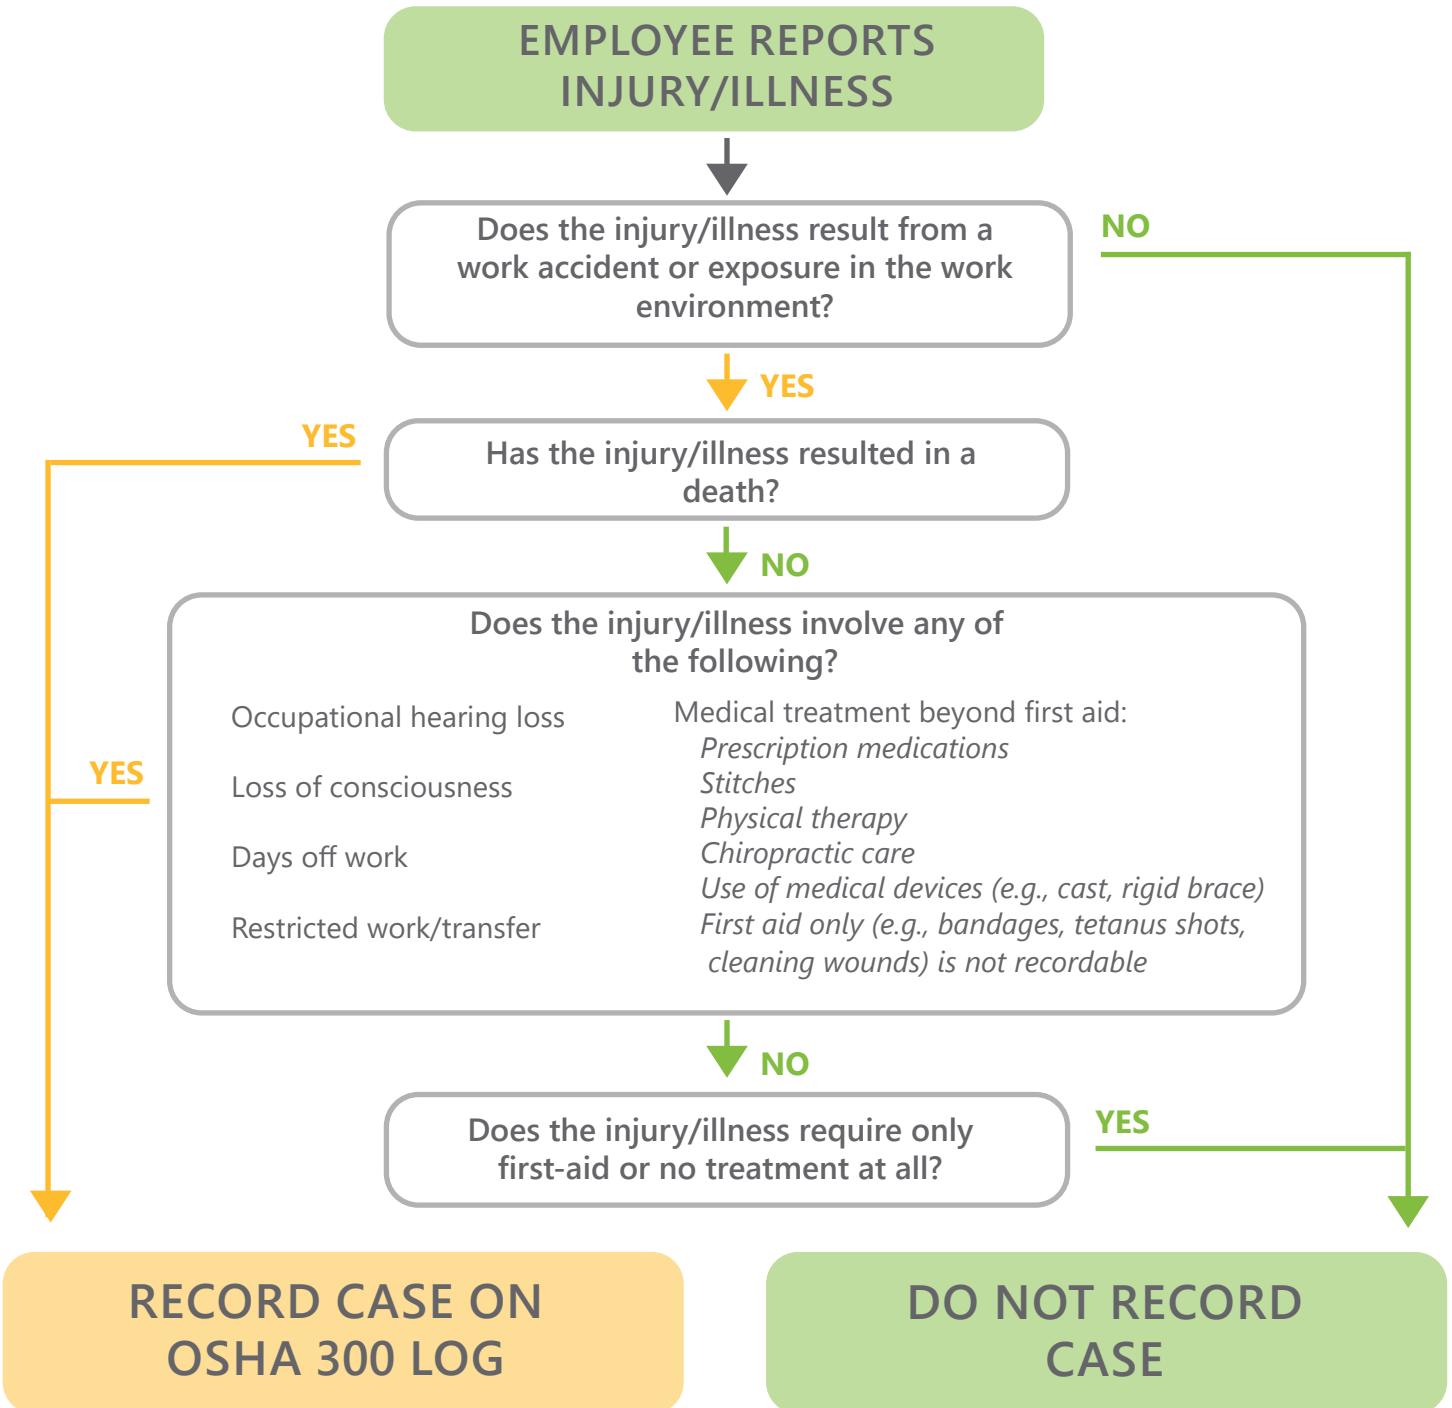 EMPLOYEE REPORTS
INJURY/ILLNESS
Does the injury/illness result from a
work accident or exposure in the work
environment?
NO
YES
YES
Has the injury/illness resulted in a
death?
NO
Does the injury/illness involve any of
the following?
Occupational hearing loss
Loss of consciousness
Days off work
Restricted work/transfer
Medical treatment beyond first aid:
Prescription medications
Stitches
Physical therapy
Chiropractic care
Use of medical devices (e.g., cast, rigid brace)
First aid only (e.g., bandages, tetanus shots,
cleaning wounds) is not recordable
YES
NO
Does the injury/illness require only
first-aid or no treatment at all?
YES
RECORD CASE ON
OSHA 300 LOG
DO NOT RECORD
CASE